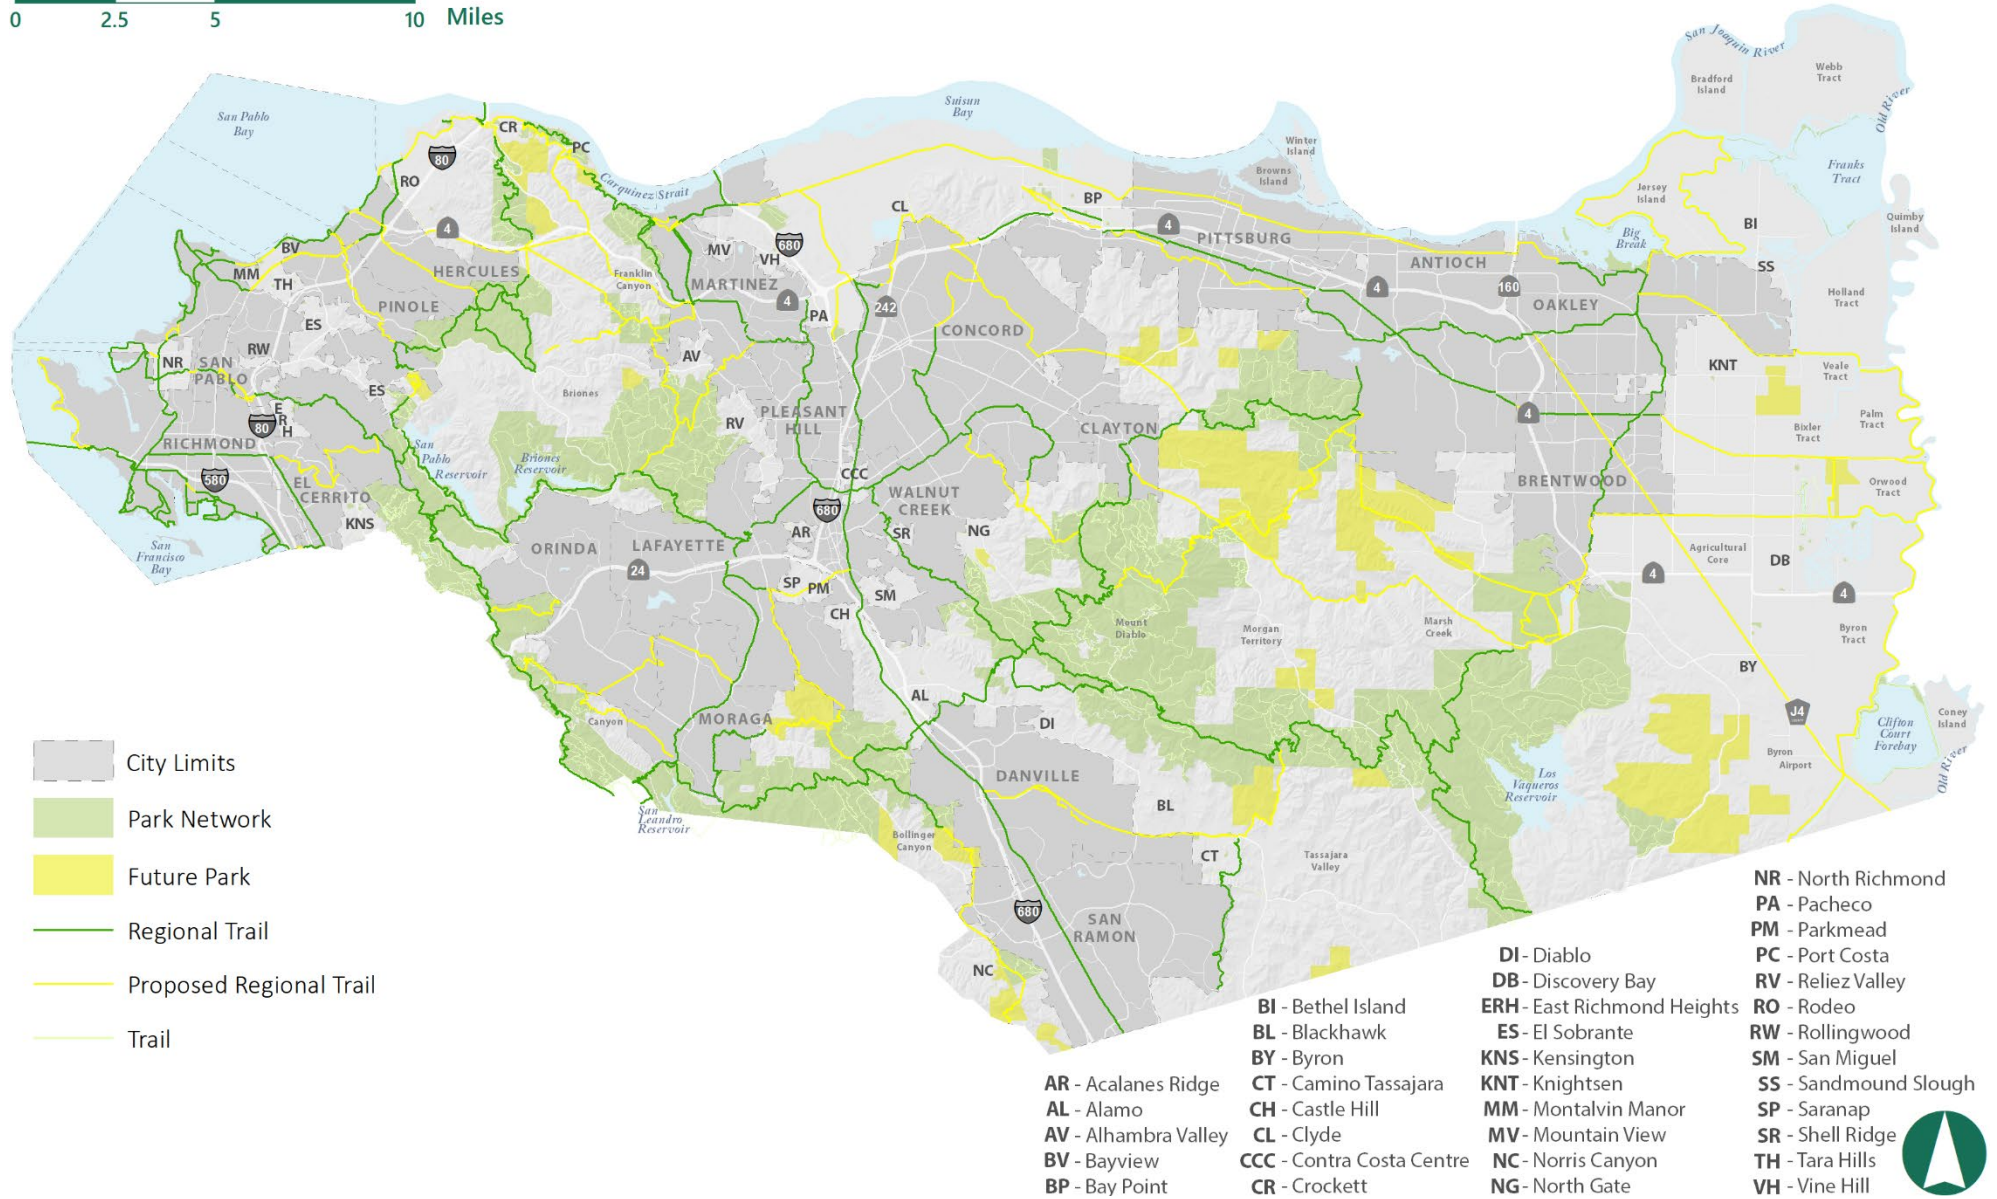 0 2.5 5 10 Miles
San Joaquin River
Bradford
Island
Webb
Tract
Old River
San Pablo
Bay
Suisun
Bay
Winter
Island
Browns
Island
Franks
Tract
Jersey
Island
Quimby
Island
Big
Break
Holland
Tract
CR
PC
80
RO
Carquinez Strait
4
BV
MM
TH
HERCULES
PINOLE
Franklin
Canyon
MV
VH
680
MARTINEZ
4
PA
CL
BP
4
PITTSBURG
ANTIOCH
4
160
OAKLEY
BI
SS
242
CONCORD
ES
RW
NR
SAN
PABLO
ES
AV
Briones
KNT
Veale
Tract
E
R
H
80
RICHMOND
580
EL
CERRITO
KNS
San
Pablo
Reservoir
Briones
Reservoir
RV
PLEASANT
HILL
CLAYTON
4
Bixler
Tract
Palm
Tract
CCC
WALNUT
CREEK
680
BRENTWOOD
Orwood
Tract
San
Francisco
Bay
ORINDA
LAFAYETTE
24
AR
SR
NG
SP
PM
SM
CH
Agricultural
Core
DB
4
4
Mount
Diablo
Morgan
Territory
Marsh
Creek
Byron
Tract
BY
AL
DI
MORAGA
Canyon
J4
Clifton
Court
Forebay
Coney
Island
Old River
Byron
Airport
DANVILLE
BL
Los
Vaqueros
Reservoir
San
Leandro
Reservoir
Bollinger
Canyon
CT
Tassajara
Valley
680
SAN
RAMON
NC
City Limits
Park Network
Future Park
Regional Trail
Proposed Regional Trail
Trail
AR - Acalanes Ridge
AL - Alamo
AV - Alhambra Valley
BV - Bayview
BP - Bay Point
BI - Bethel Island
BL - Blackhawk
BY - Byron
CT - Camino Tassajara
CH - Castle Hill
CL - Clyde
CCC - Contra Costa Centre
CR - Crockett
DI - Diablo
DB - Discovery Bay
ERH - East Richmond Heights
ES - El Sobrante
KNS - Kensington
KNT - Knightsen
MM - Montalvin Manor
MV - Mountain View
NC - Norris Canyon
NG - North Gate
NR - North Richmond
PA - Pacheco
PM - Parkmead
PC - Port Costa
RV - Reliez Valley
RO - Rodeo
RW - Rollingwood
SM - San Miguel
SS - Sandmound Slough
SP - Saranap
SR - Shell Ridge
TH - Tara Hills
VH - Vine Hill